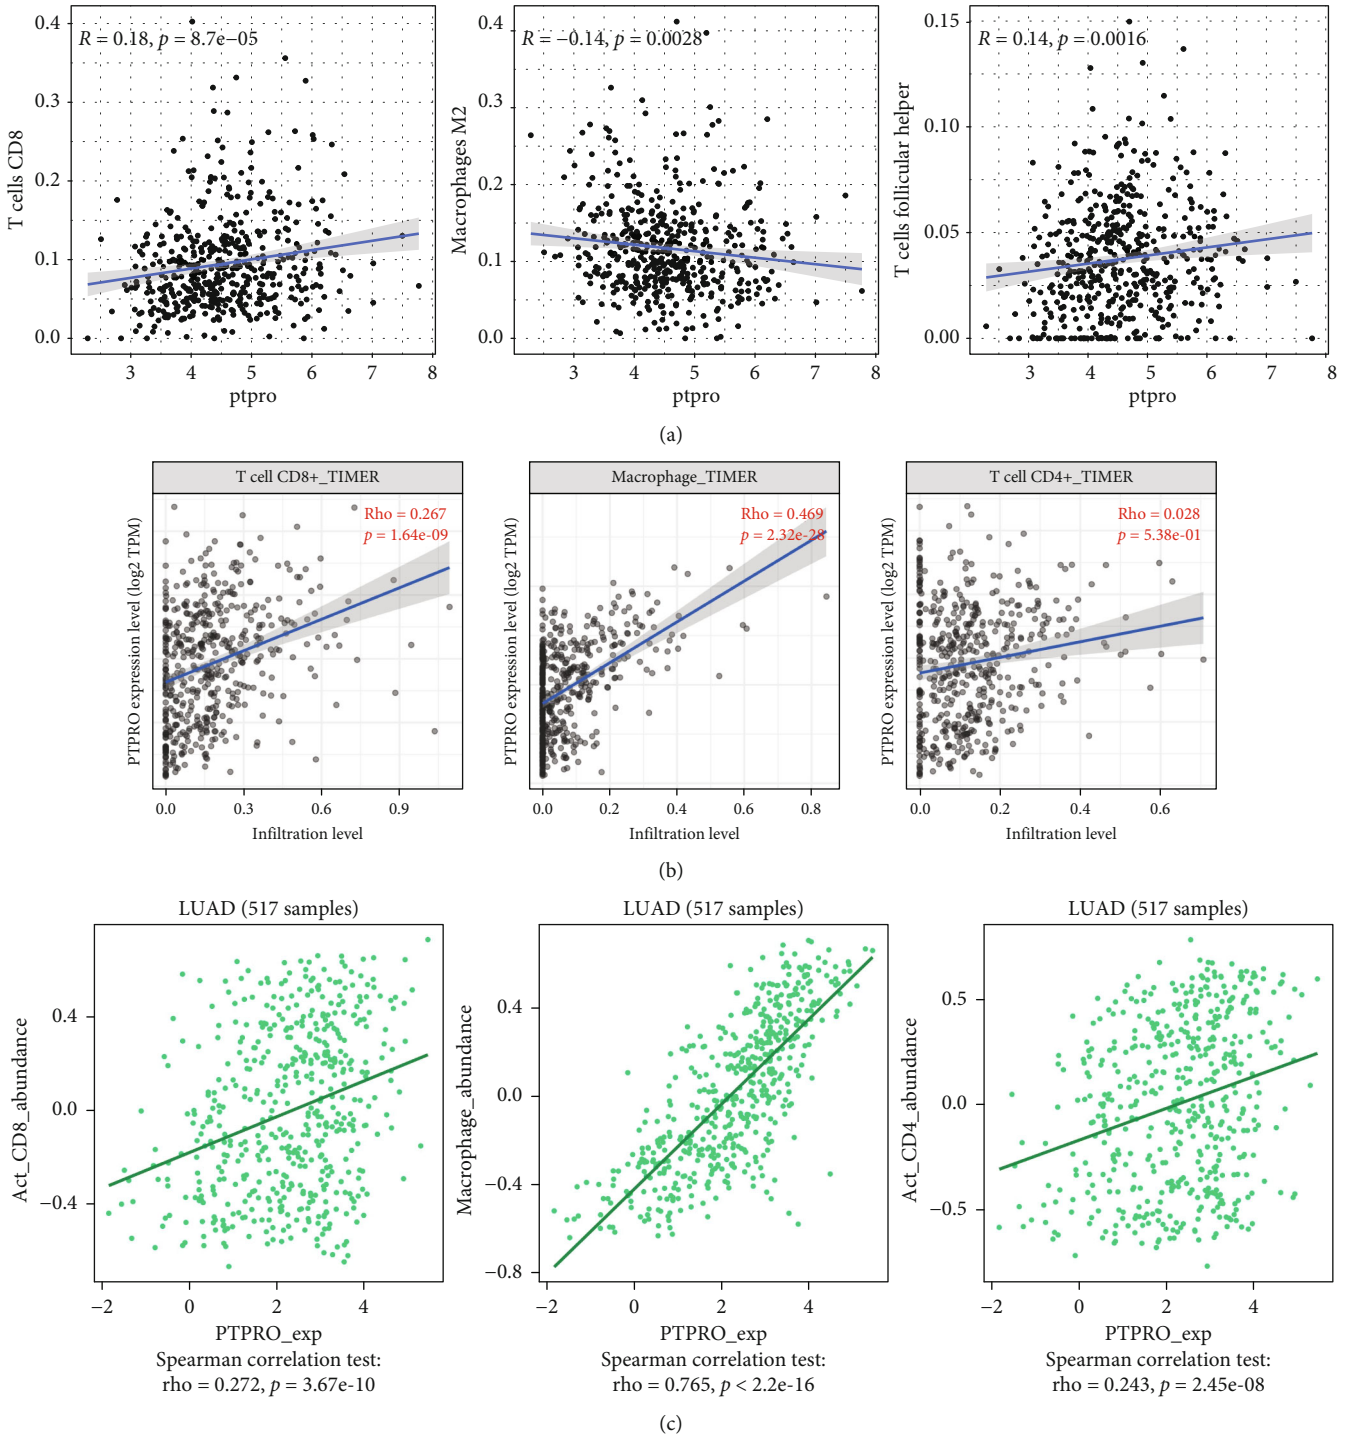 R = 0.18, p = 8.7e−05
T cells CD8
0.4
0.3
0.2
0.1
0.0
3 4 5 6 7 8
ptpro
R = −0.14, p = 0.0028
Macrophages M2
0.4
0.3
0.2
0.1
0.0
3 4 5 6 7 8
ptpro
R = 0.14, p = 0.0016
T cells follicular helper
0.15
0.10
0.05
0.00
3 4 5 6 7 8
ptpro
(a)
T cell CD8+_TIMER
Rho = 0.267
p = 1.64e-09
PTPRO expression level (log2 TPM)
0.0 0.3 0.6 0.9
Infiltration level
Macrophage_TIMER
Rho = 0.469
p = 2.32e-28
PTPRO expression level (log2 TPM)
0.0 0.2 0.4 0.6 0.8
Infiltration level
T cell CD4+_TIMER
Rho = 0.028
p = 5.38e-01
PTPRO expression level (log2 TPM)
0.0 0.2 0.4 0.6
Infiltration level
(b)
LUAD (517 samples)
Act_CD8_abundance
0.4
0.0
−0.4
−2 0 2 4
PTPRO_exp
Spearman correlation test:
rho = 0.272, p = 3.67e-10
LUAD (517 samples)
Macrophage_abundance
0.4
0.0
−0.4
−0.8
−2 0 2 4
PTPRO_exp
Spearman correlation test:
rho = 0.765, p < 2.2e-16
LUAD (517 samples)
Act_CD4_abundance
0.5
0.0
−0.5
−2 0 2 4
PTPRO_exp
Spearman correlation test:
rho = 0.243, p = 2.45e-08
(c)